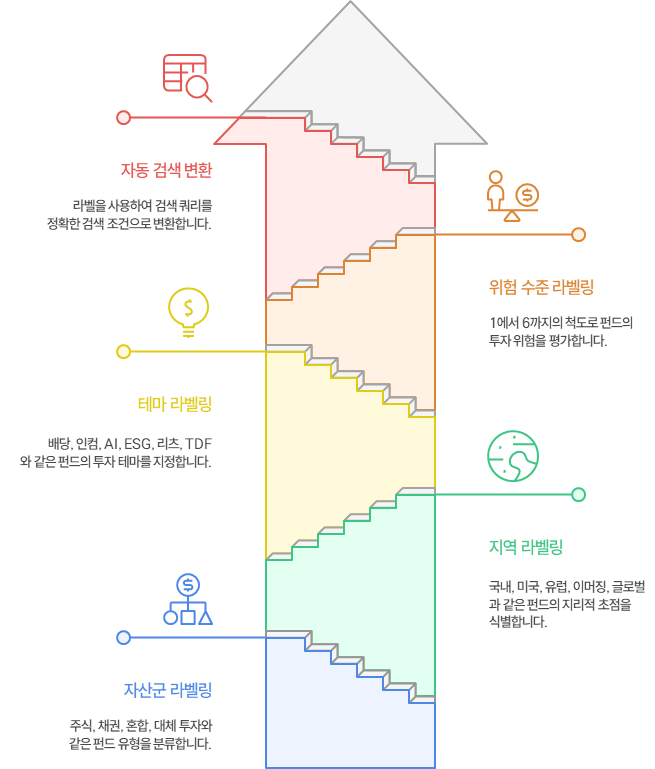 자동 검색 변환
라벨을 사용하여 검색 쿼리를
정확한 검색 조건으로 변환합니다.
위험 수준 라벨링
1에서 6까지의 척도로 펀드의
투자 위험을 평가합니다.
테마 라벨링
배당, 인컴, AI, ESG, 리츠, TDF
와 같은 펀드의 투자 테마를 지정합니다.
지역 라벨링
국내, 미국, 유럽, 이머징, 글로벌
과 같은 펀드의 지리적 초점을
식별합니다.
자산군 라벨링
주식, 채권, 혼합, 대체 투자와
같은 펀드 유형을 분류합니다.